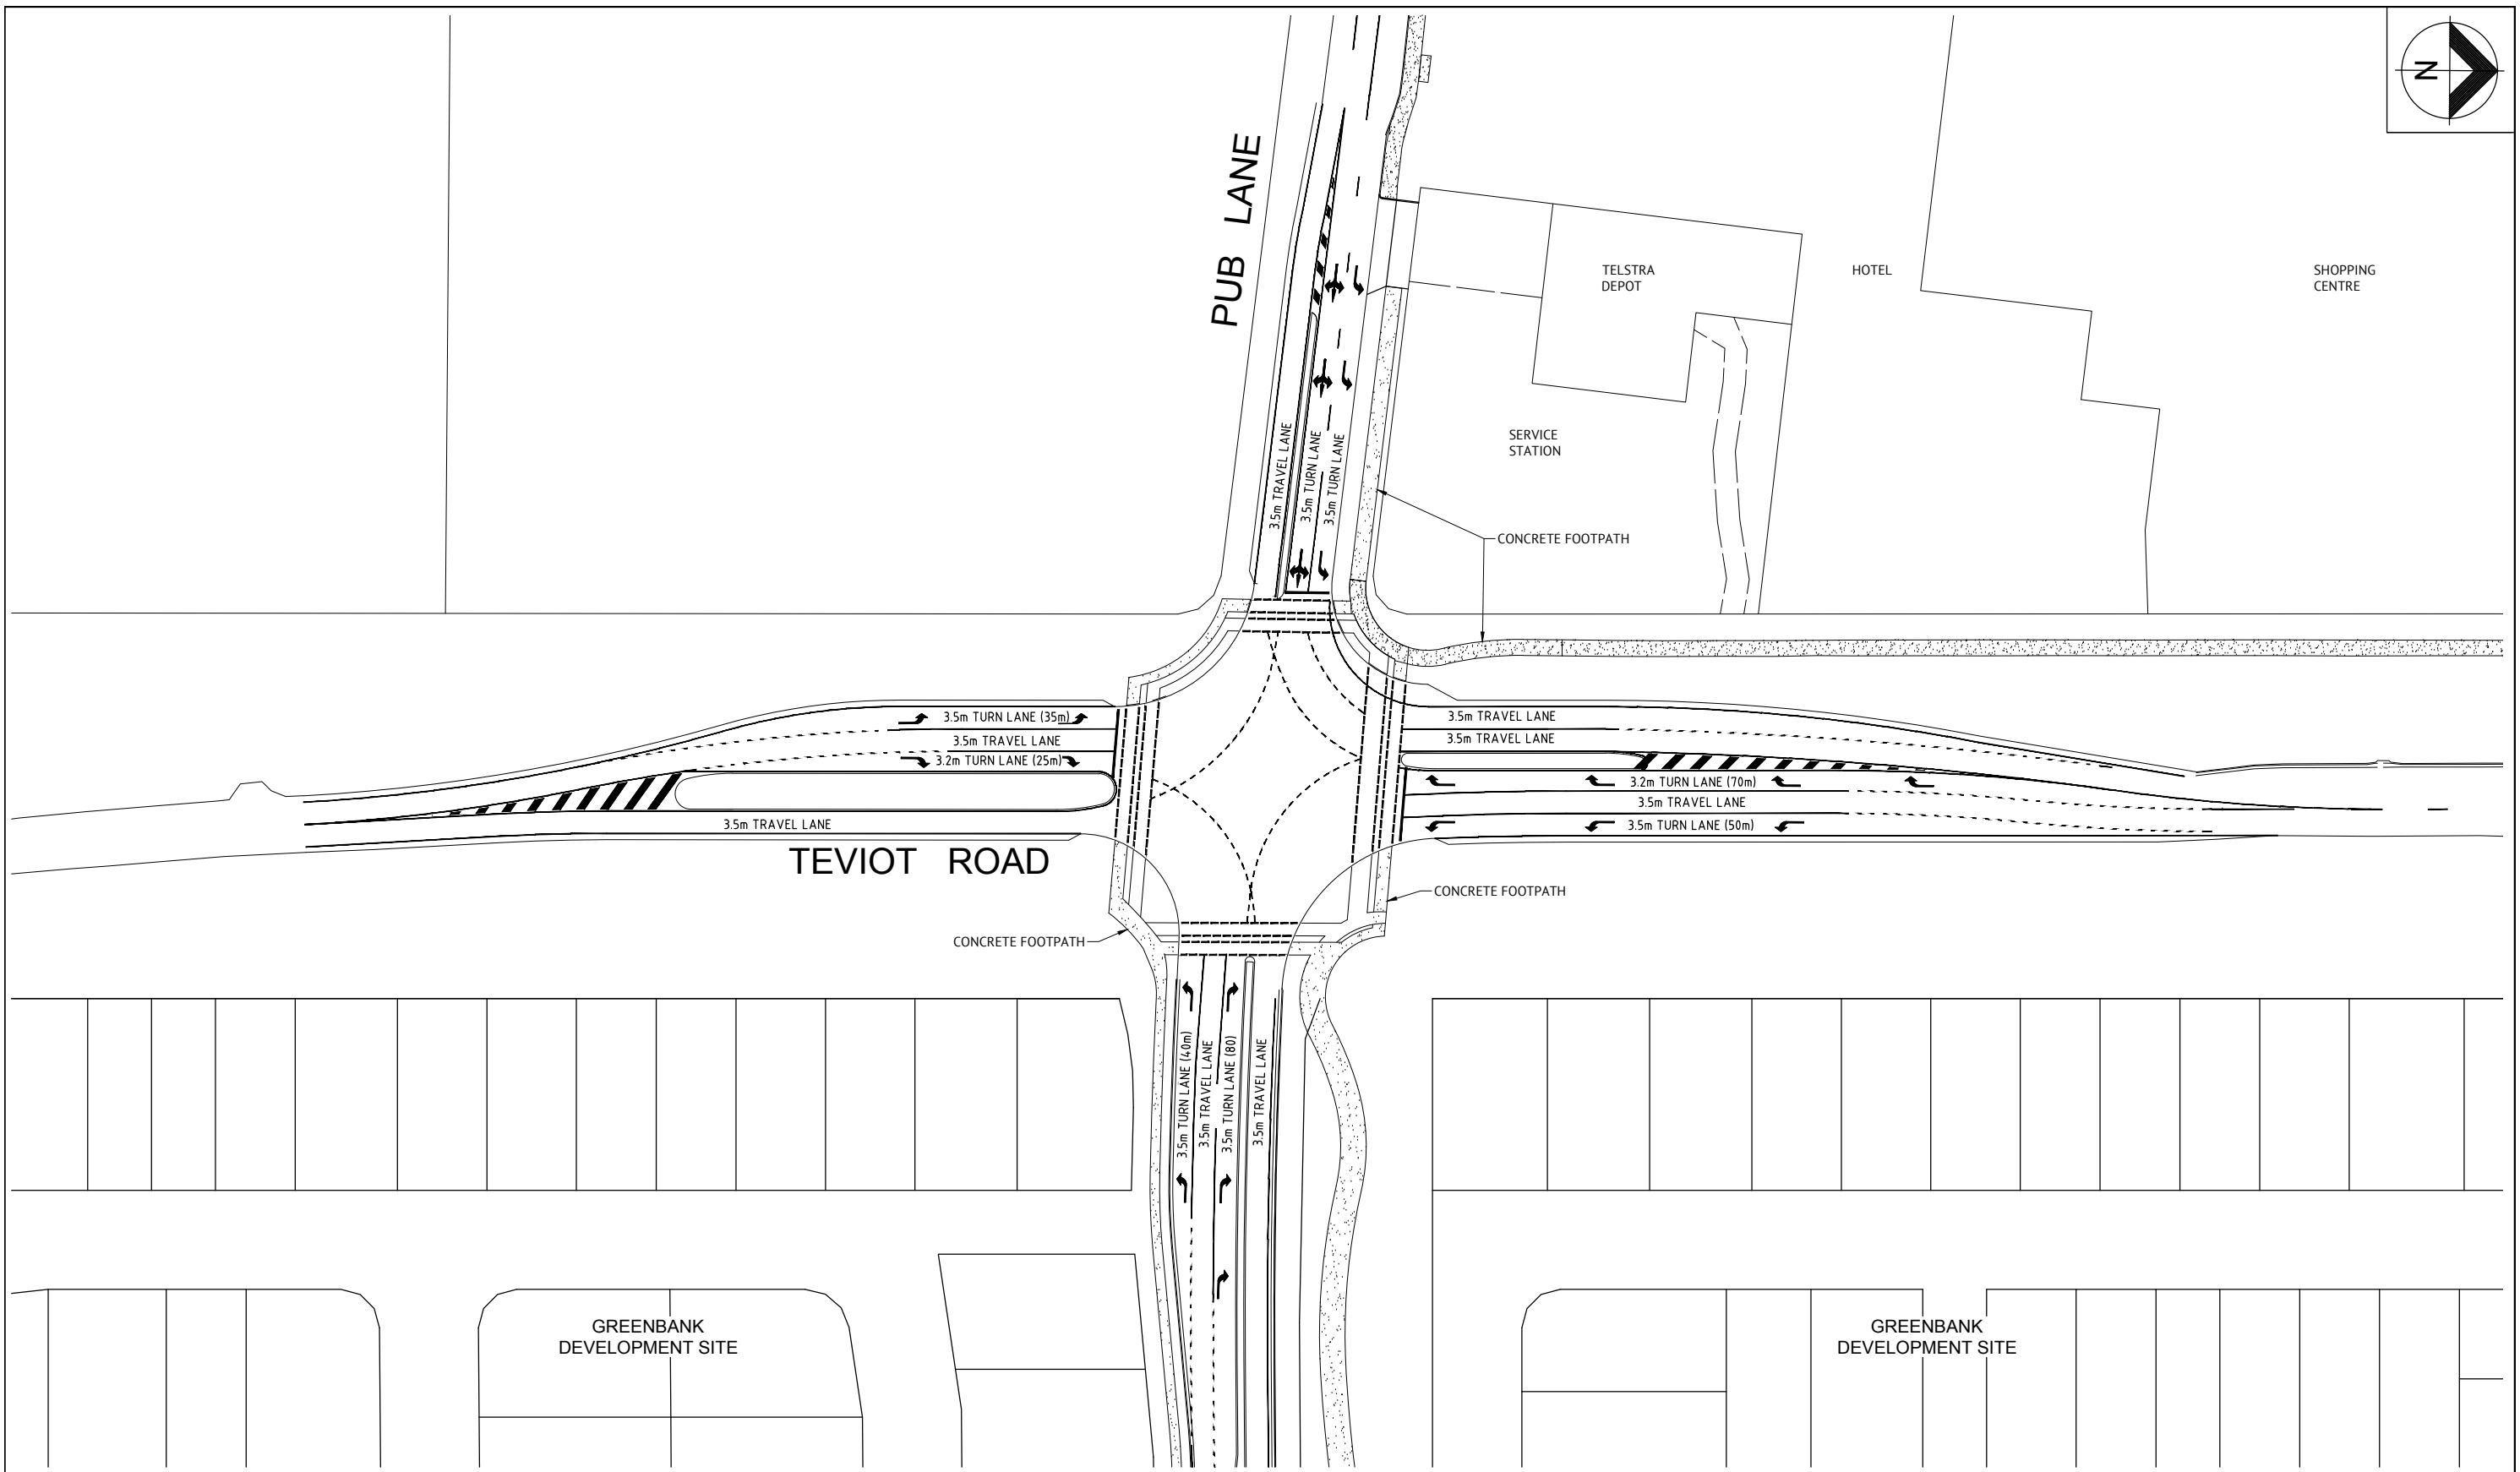 N
PUB LANE
TELSTRA
DEPOT
HOTEL
SHOPPING
CENTRE
SERVICE
STATION
3.5m TRAVEL LANE
3.5m TURN LANE
3.5m TURN LANE
CONCRETE FOOTPATH
3.5m TURN LANE (35m)
3.5m TRAVEL LANE
3.2m TURN LANE (25m)
3.5m TRAVEL LANE
3.5m TRAVEL LANE
3.5m TRAVEL LANE
3.2m TURN LANE (70m)
3.5m TRAVEL LANE
3.5m TURN LANE (50m)
TEVIOT ROAD
CONCRETE FOOTPATH
CONCRETE FOOTPATH
3.5m TURN LANE (40m)
3.5m TRAVEL LANE
3.5m TURN LANE (80)
3.5m TRAVEL LANE
GREENBANK
DEVELOPMENT SITE
GREENBANK
DEVELOPMENT SITE